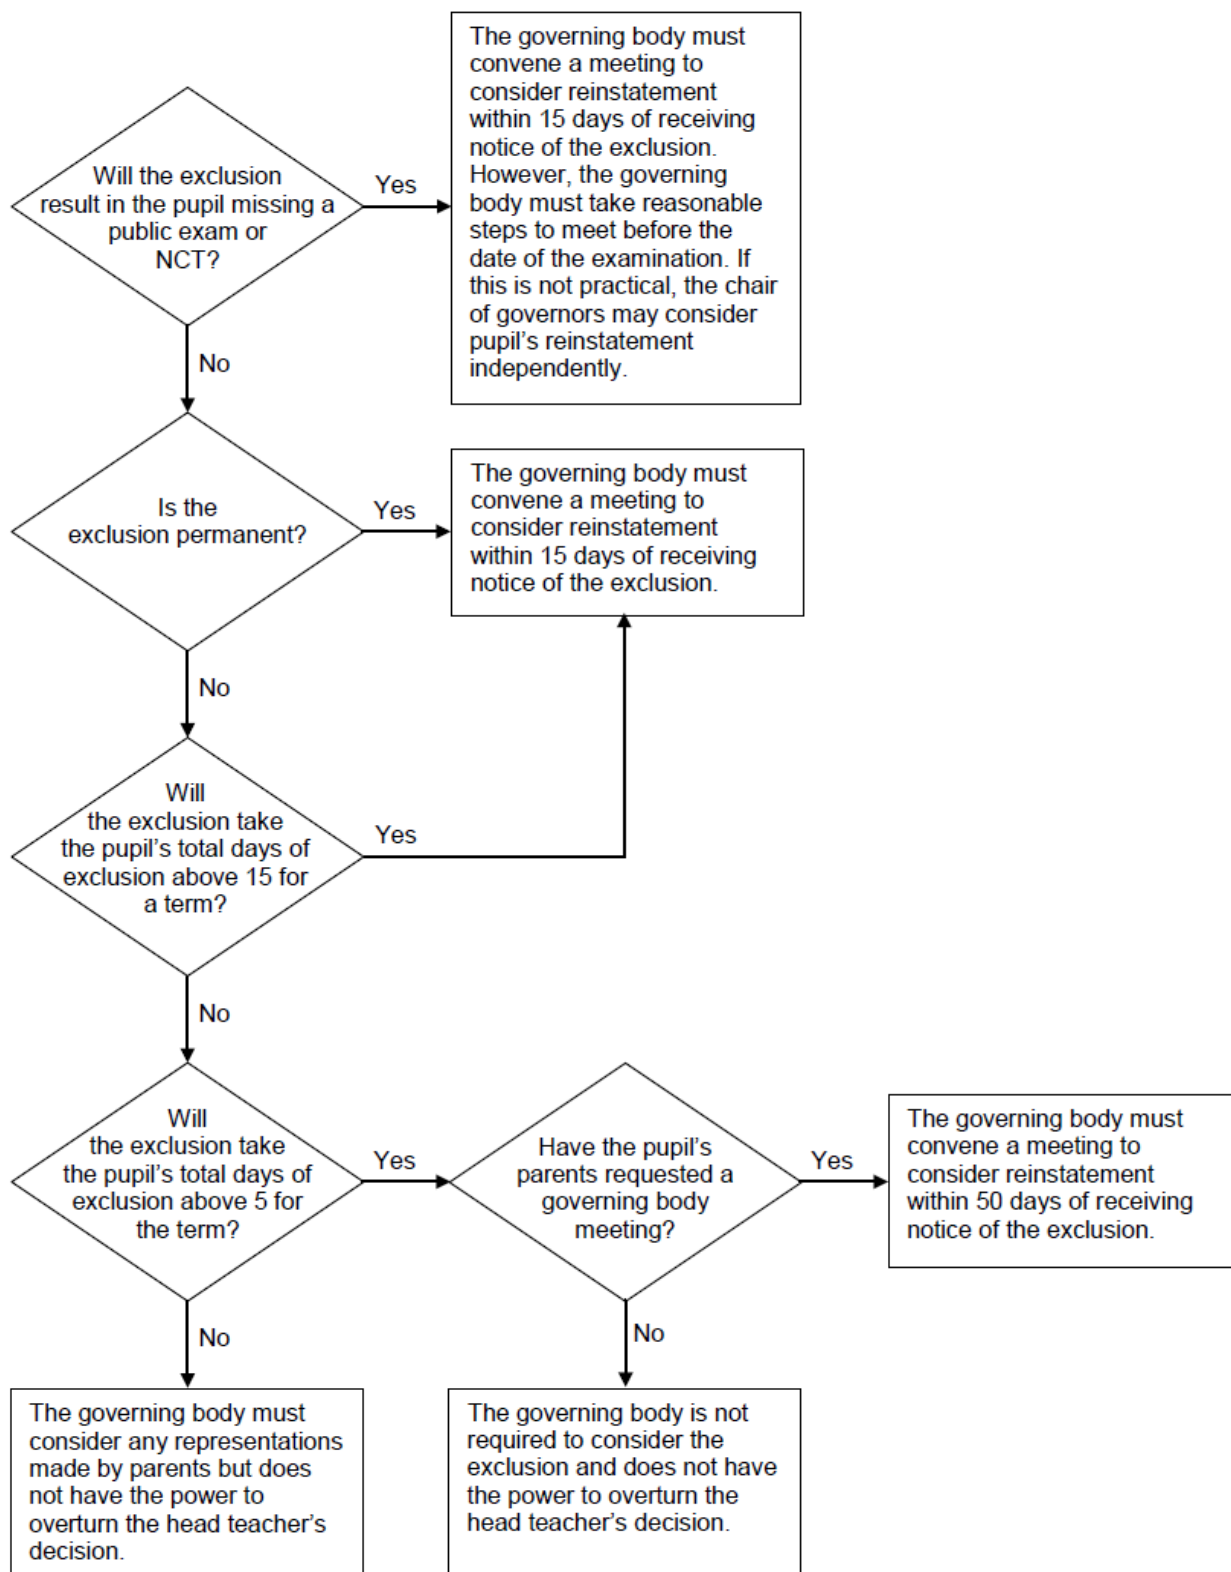 The governing body must
convene a meeting to
consider reinstatement
within 15 days of receiving
notice of the exclusion.
However, the governing
body must take reasonable
steps to meet before the
date of the examination. If
this is not practical, the chair
of governors may consider
pupil's reinstatement
independently.
Will the exclusion
result in the pupil missing a
public exam or
NCT?
Yes
No
Is the
exclusion permanent?
Yes
The governing body must
convene a meeting to
consider reinstatement
within 15 days of receiving
notice of the exclusion.
No
Will
the exclusion take
the pupil's total days of
exclusion above 15 for
a term?
Yes
No
Will
the exclusion take
the pupil's total days of
exclusion above 5 for
the term?
Yes
Have the pupil's
parents requested a
governing body
meeting?
Yes
The governing body must
convene a meeting to
consider reinstatement
within 50 days of receiving
notice of the exclusion.
No
No
The governing body must
consider any representations
made by parents but does
not have the power to
overturn the head teacher's
decision.
The governing body is not
required to consider the
exclusion and does not have
the power to overturn the
head teacher's decision.